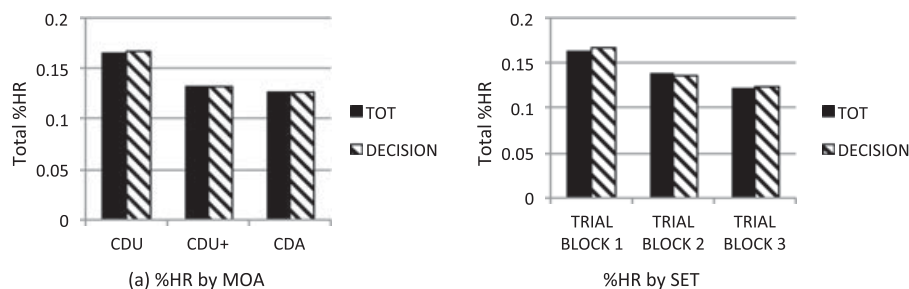 Total %HR
0.2
0.15
0.1
0.05
0
CDU
CDU+
CDA
TOT
DECISION
(a) %HR by MOA
Total %HR
0.2
0.15
0.1
0.05
0
TRIAL
BLOCK 1
TRIAL
BLOCK 2
TRIAL
BLOCK 3
TOT
DECISION
%HR by SET